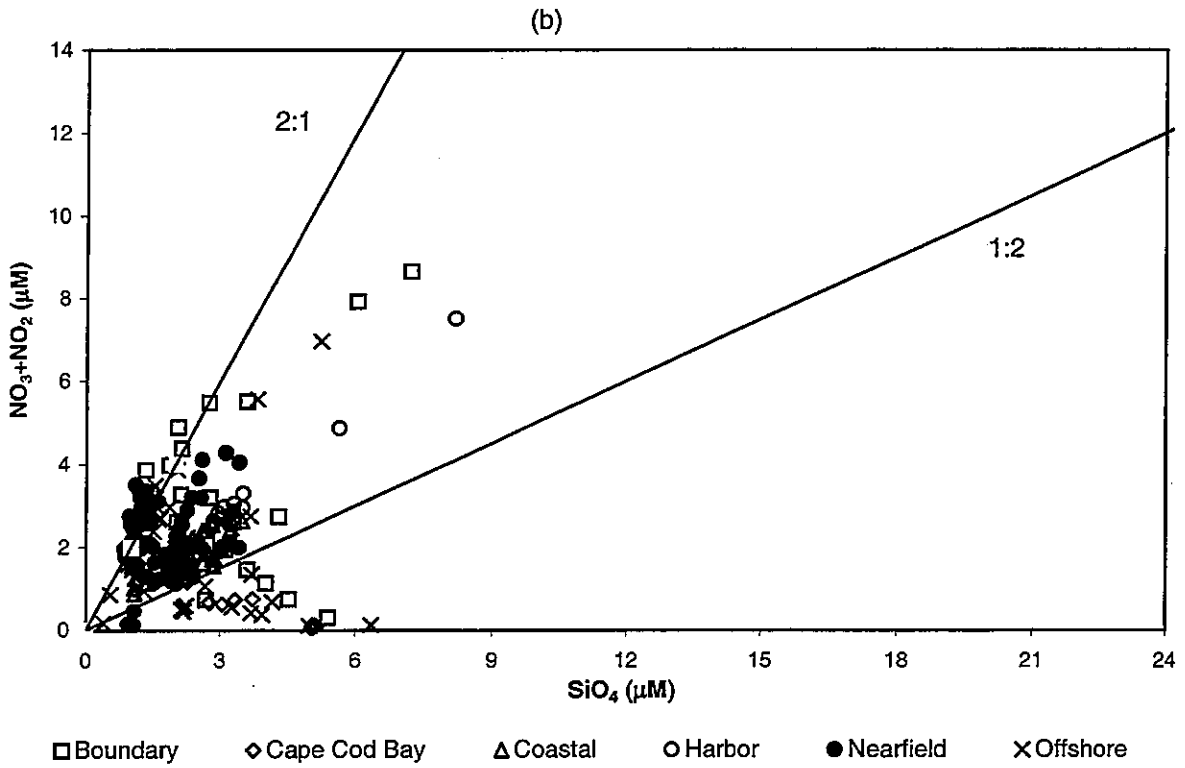 (b)
14
12
10
8
6
4
2
0
NO₃+NO₂ (µM)
2:1
1:2
0 3 6 9 12 15 18 21 24
SiO₄ (µM)
Boundary Cape Cod Bay Coastal Harbor Nearfield Offshore